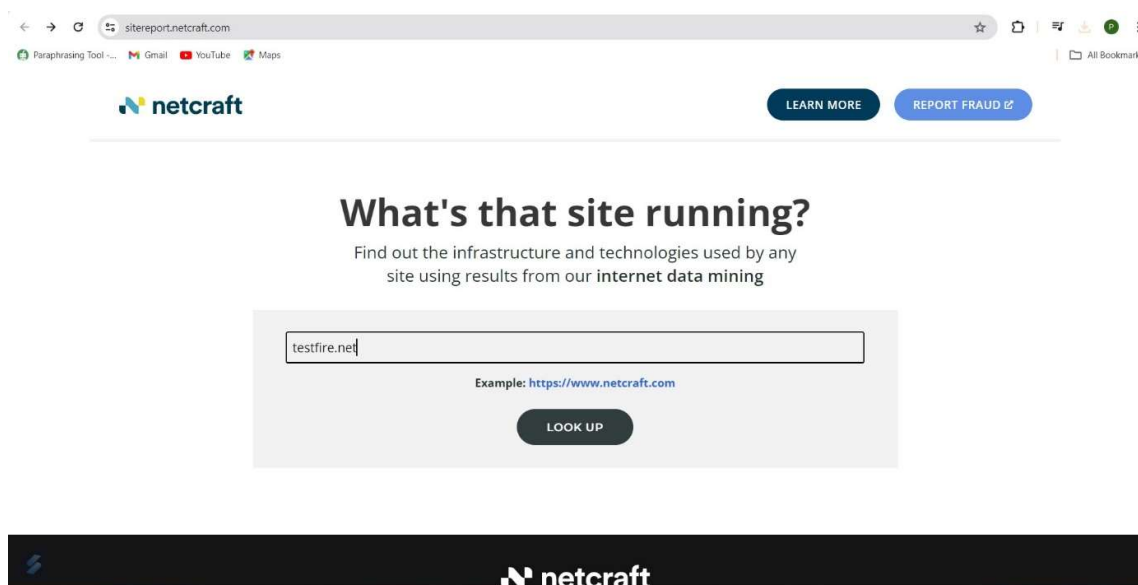 sitereport.netcraft.com
P
Paraphrasing Tool -... Gmail YouTube Maps
All Bookmark
netcraft
LEARN MORE
REPORT FRAUD
What's that site running?
Find out the infrastructure and technologies used by any
site using results from our internet data mining
testfire.net
Example: https://www.netcraft.com
LOOK UP
netcraft